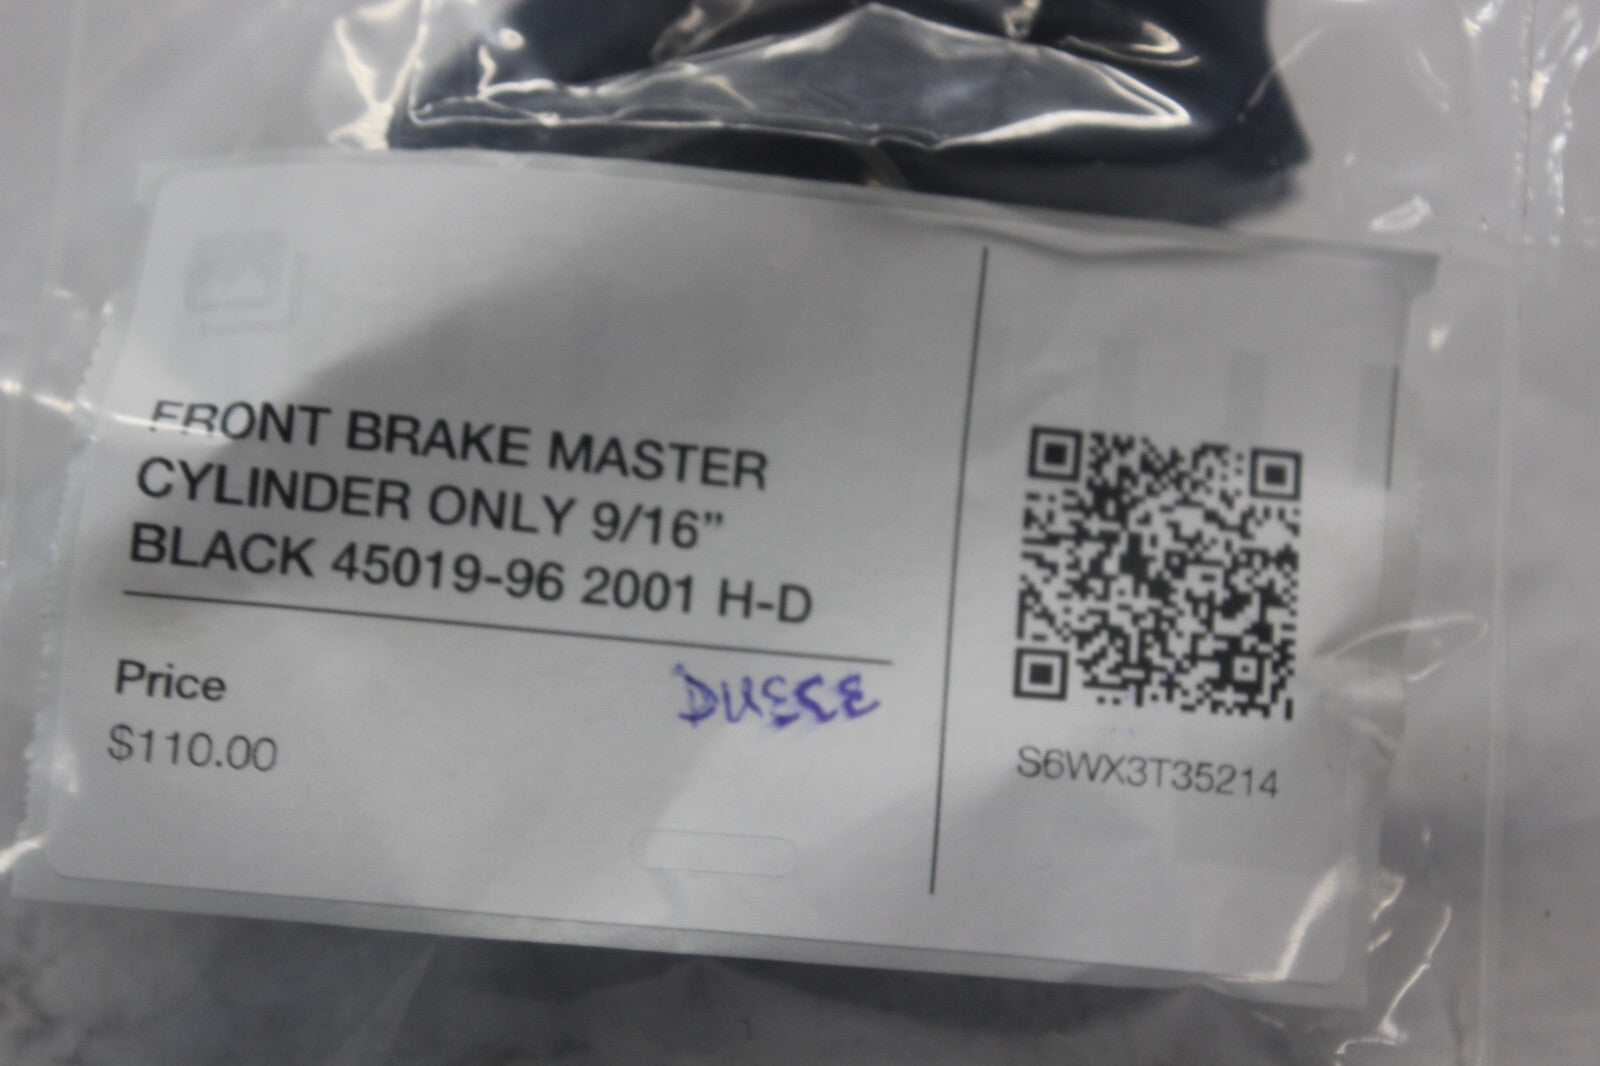 FRONT BRAKE MASTER
CYLINDER ONLY 9/16”
BLACK 45019-96 2001 H-D
Price
$110.00
S6WX3T35214